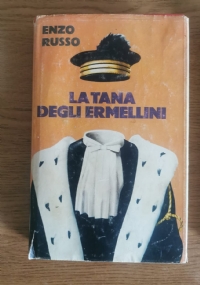 ENZO
RUSSO
LA TANA
DEGLI ERMELLINI